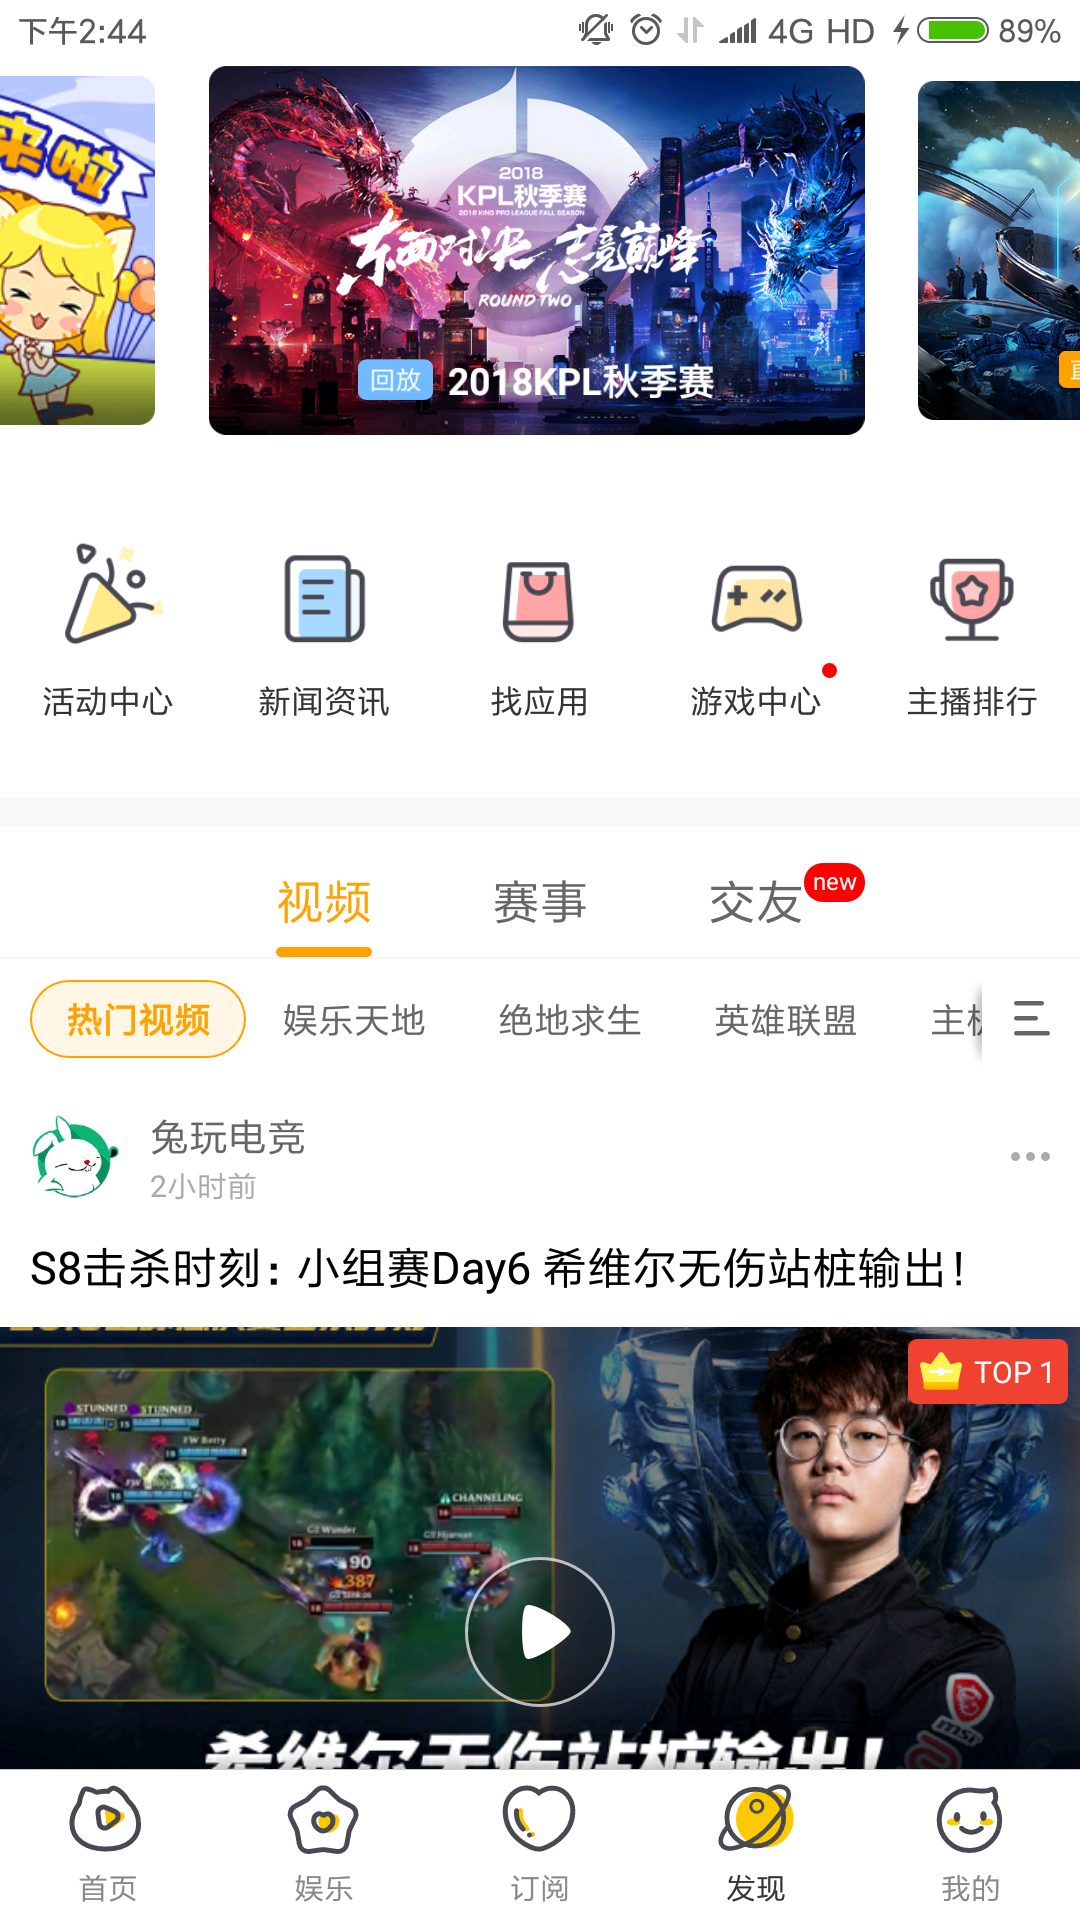 下午2:44
4G HD 89%
来啦
2018
KPL秋季赛
2018 KING PRO LEAGUE FALL SEASON
东西对决 志竞巅峰
ROUND TWO
回放 2018KPL秋季赛
活动中心 新闻资讯 找应用 游戏中心 主播排行
视频 赛事 交友 new
热门视频 娱乐天地 绝地求生 英雄联盟
兔玩电竞
2小时前
S8击杀时刻：小组赛Day6 希维尔无伤站桩输出！
TOP 1
STUNNED STUNNED
FW Betty
CHANNELING
G2 Wunder
G2 Hjarnan
90
387
msi
希维尔无伤站桩输出！
首页 娱乐 订阅 发现 我的